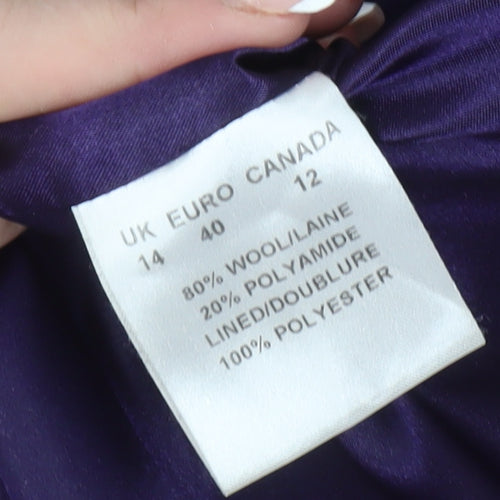 UK EURO CANADA
14 40 12
80% WOOL/LAINE
20% POLYAMIDE
LINED/DOUBLURE
100% POLYESTER